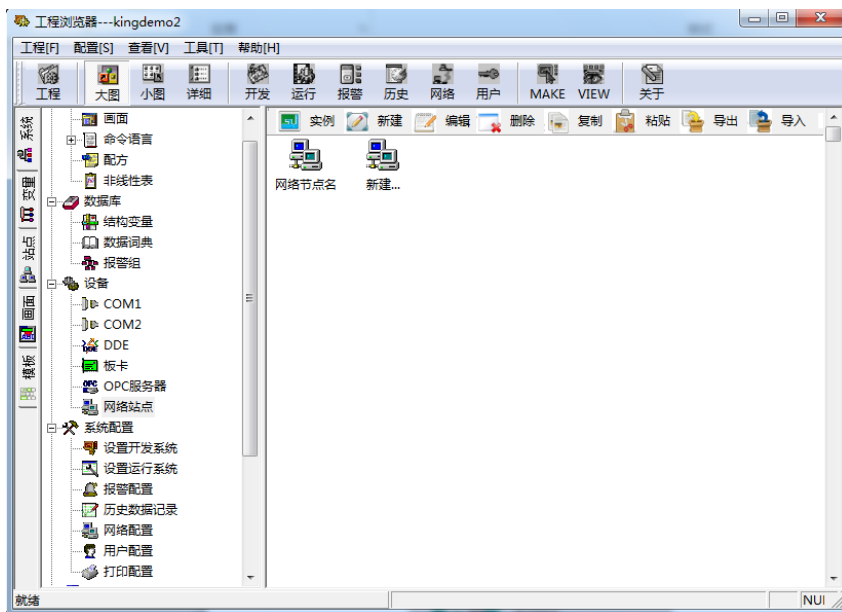 工程浏览器---kingdemo2
工程[F] 配置[S] 查看[V] 工具[T] 帮助[H]
工程 大图 小图 详细 开发 运行 报警 历史 网络 用户 MAKE VIEW 关于
系统
变量
站点
画面
模板
画面
命令语言
配方
非线性表
数据库
结构变量
数据词典
报警组
设备
COM1
COM2
DDE
板卡
OPC服务器
网络站点
系统配置
设置开发系统
设置运行系统
报警配置
历史数据记录
网络配置
用户配置
打印配置
实例 新建 编辑 删除 复制 粘贴 导出 导入
网络节点名 新建...
就绪 NUI